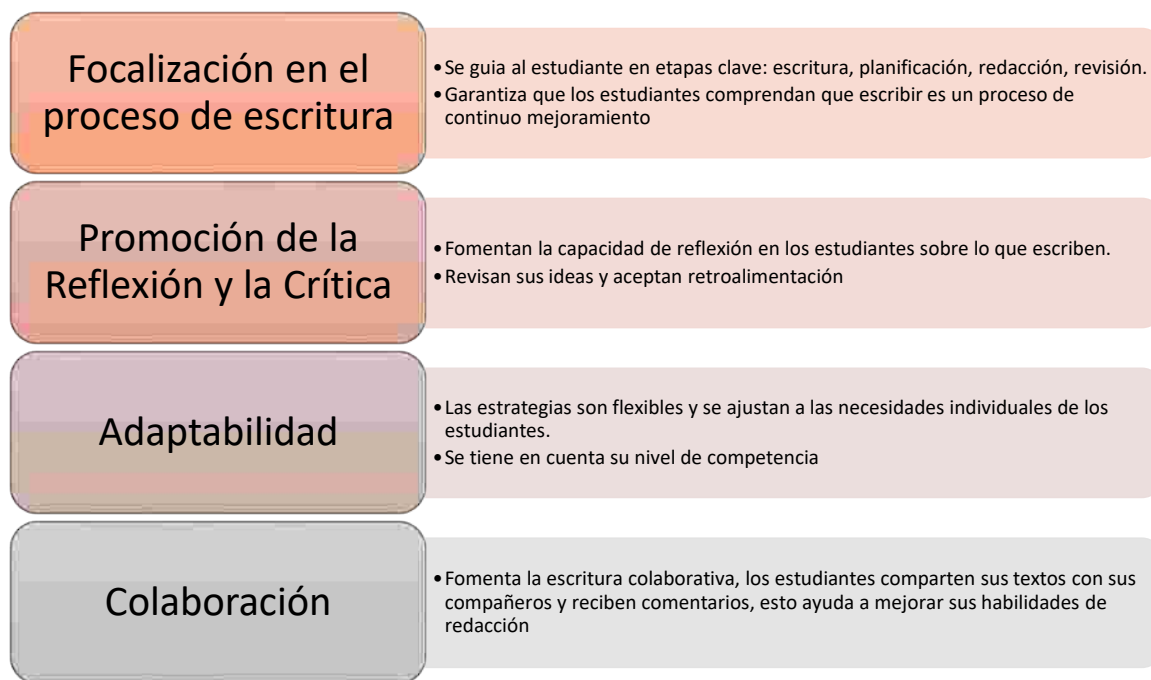 Focalización en el
proceso de escritura
•Se guia al estudiante en etapas clave: escritura, planificación, redacción, revisión.
•Garantiza que los estudiantes comprendan que escribir es un proceso de
continuo mejoramiento
Promoción de la
Reflexión y la Crítica
•Fomentan la capacidad de reflexión en los estudiantes sobre lo que escriben.
•Revisan sus ideas y aceptan retroalimentación
Adaptabilidad
•Las estrategias son flexibles y se ajustan a las necesidades individuales de los
estudiantes.
•Se tiene en cuenta su nivel de competencia
Colaboración
•Fomenta la escritura colaborativa, los estudiantes comparten sus textos con sus
compañeros y reciben comentarios, esto ayuda a mejorar sus habilidades de
redacción